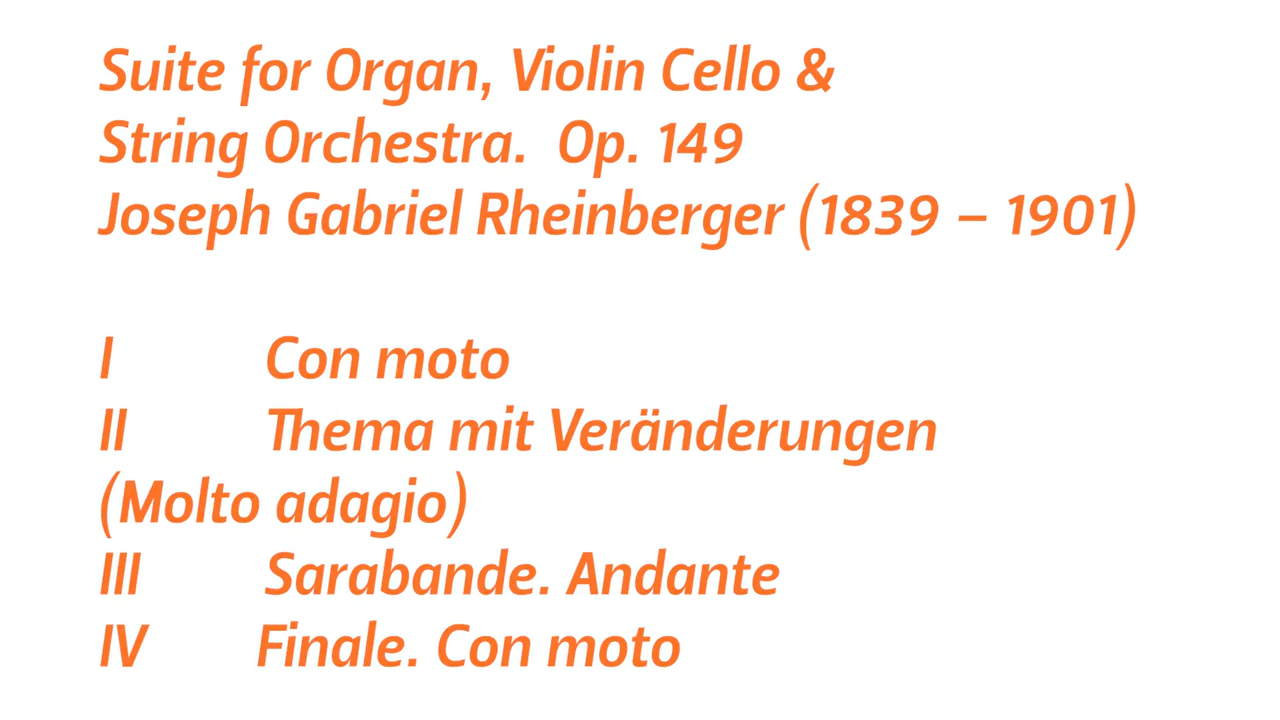 Suite for Organ, Violin Cello &
String Orchestra. Op. 149
Joseph Gabriel Rheinberger (1839 – 1901)
I Con moto
II Thema mit Veränderungen
(Molto adagio)
III Sarabande. Andante
IV Finale. Con moto